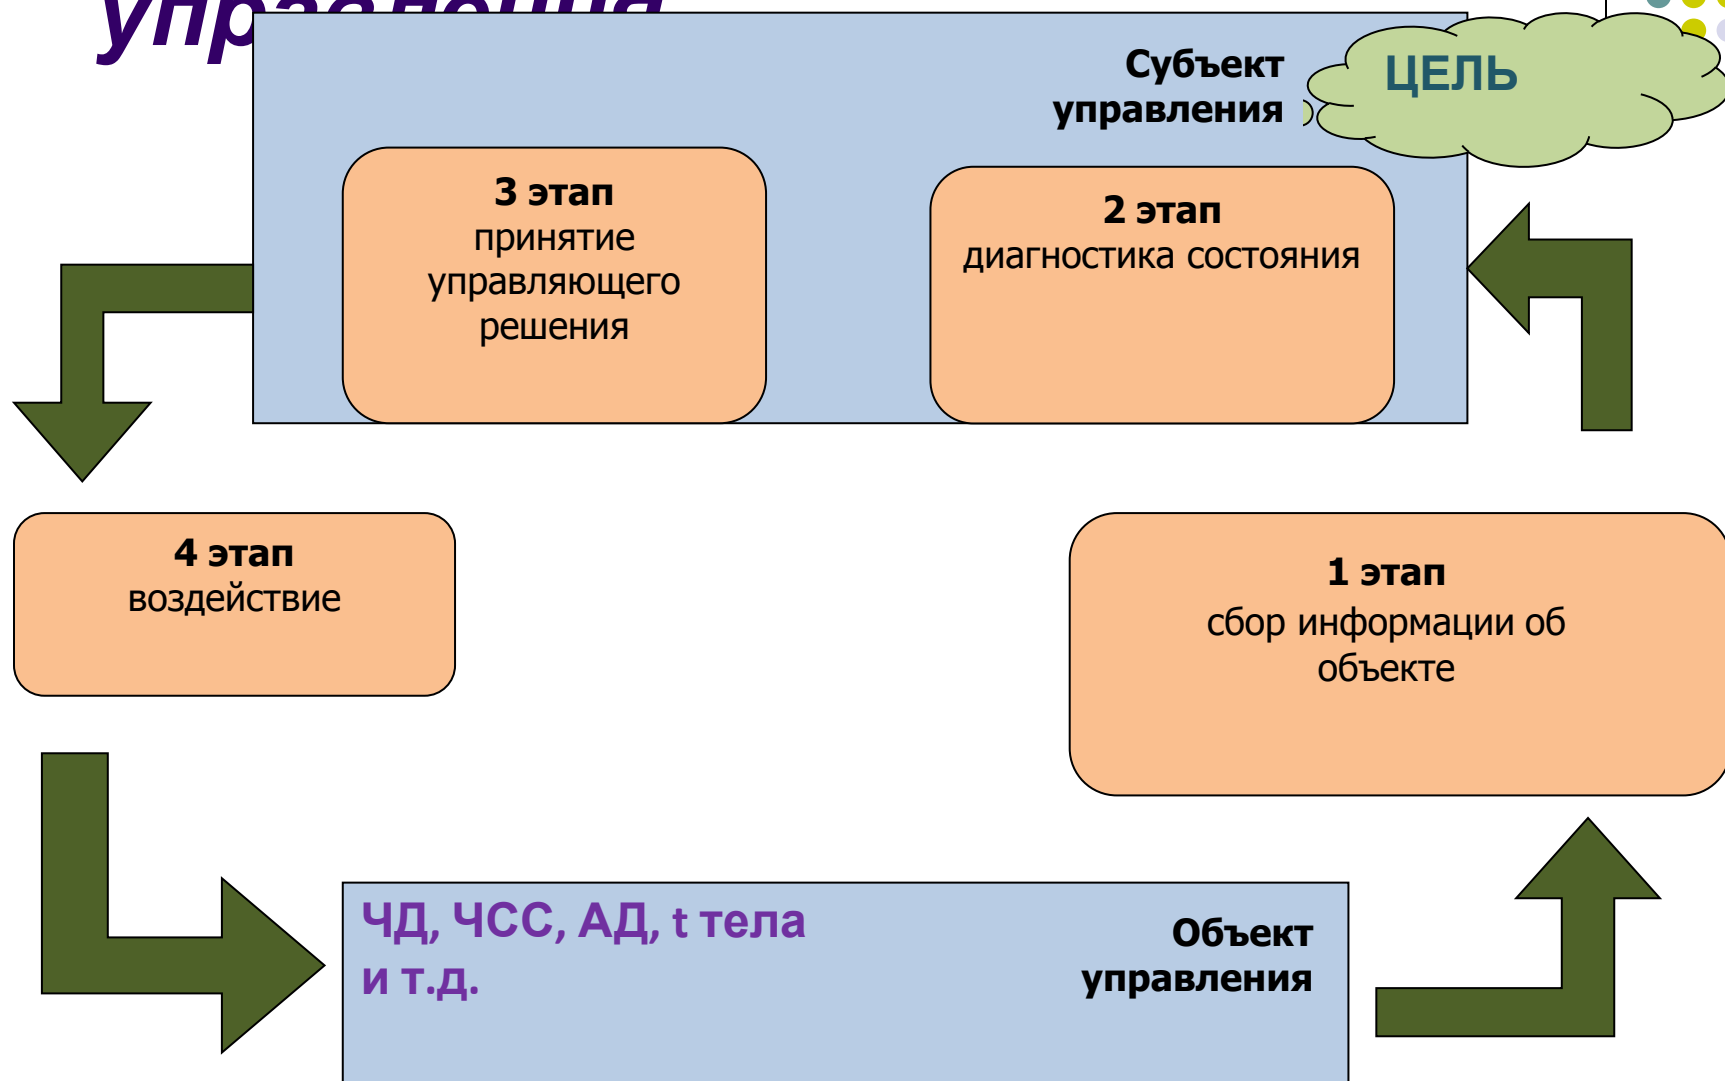 управления
Субъект
управления
ЦЕЛЬ
3 этап
принятие
управляющего
решения
2 этап
диагностика состояния
4 этап
воздействие
1 этап
сбор информации об
объекте
ЧД, ЧСС, АД, t тела
и т.д.
Объект
управления